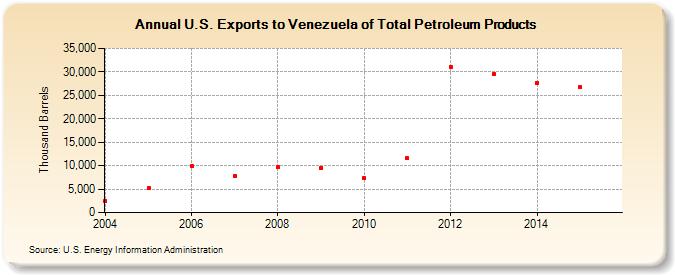 Annual U.S. Exports to Venezuela of Total Petroleum Products
Thousand Barrels
35,000
30,000
25,000
20,000
15,000
10,000
5,000
0
2004 2006 2008 2010 2012 2014
Source: U.S. Energy Information Administration